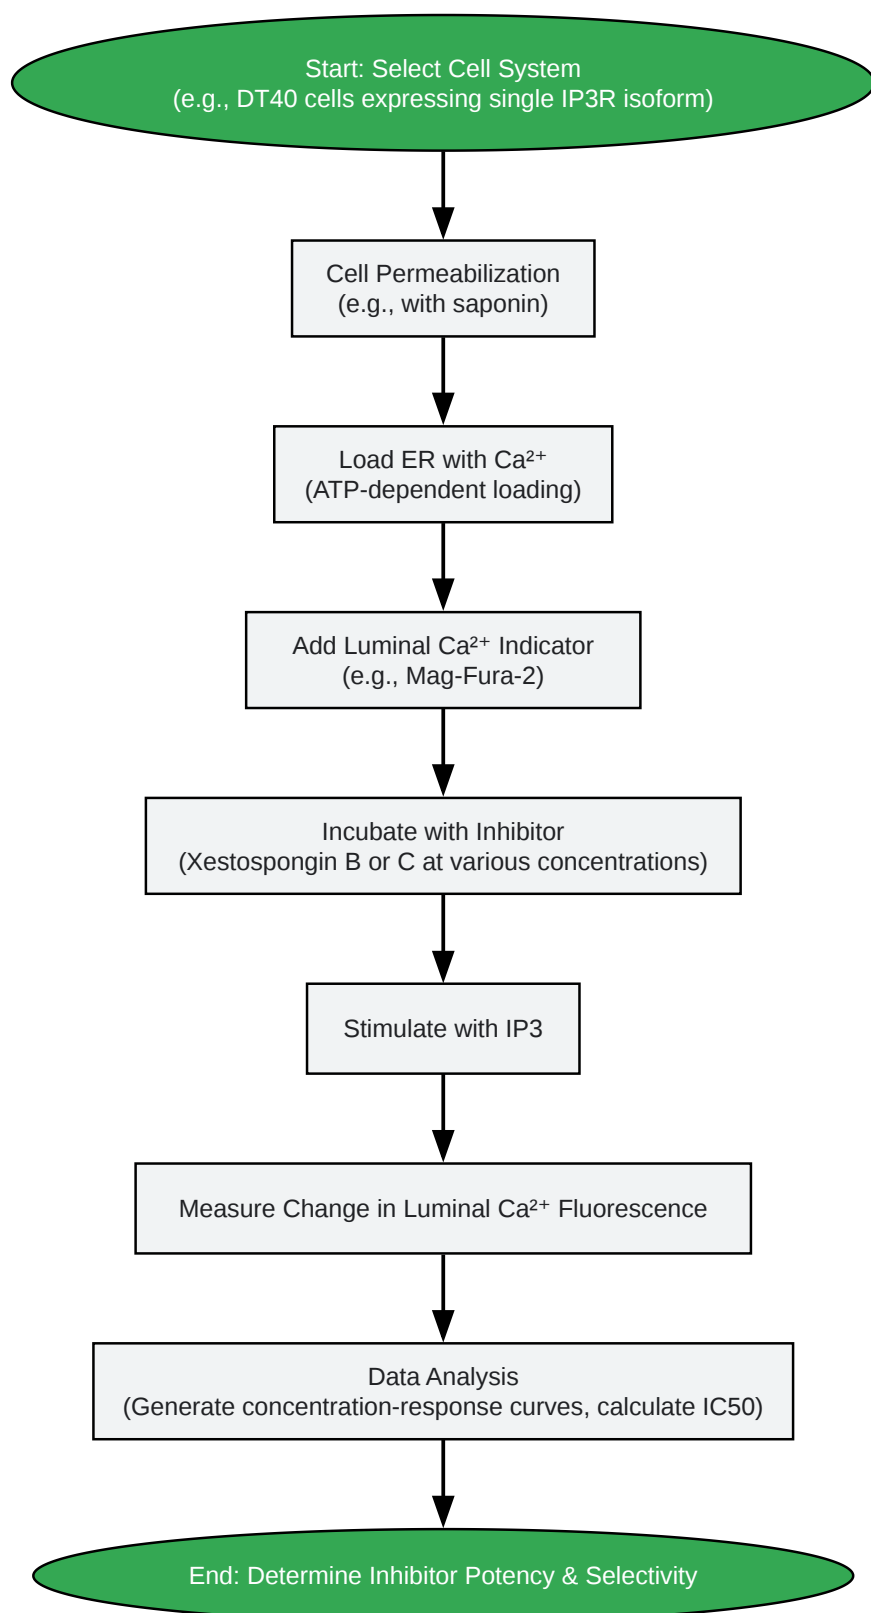 Start: Select Cell System
(e.g., DT40 cells expressing single IP3R isoform)
Cell Permeabilization
(e.g., with saponin)
Load ER with Ca²⁺
(ATP-dependent loading)
Add Luminal Ca²⁺ Indicator
(e.g., Mag-Fura-2)
Incubate with Inhibitor
(Xestospongin B or C at various concentrations)
Stimulate with IP3
Measure Change in Luminal Ca²⁺ Fluorescence
Data Analysis
(Generate concentration-response curves, calculate IC50)
End: Determine Inhibitor Potency & Selectivity